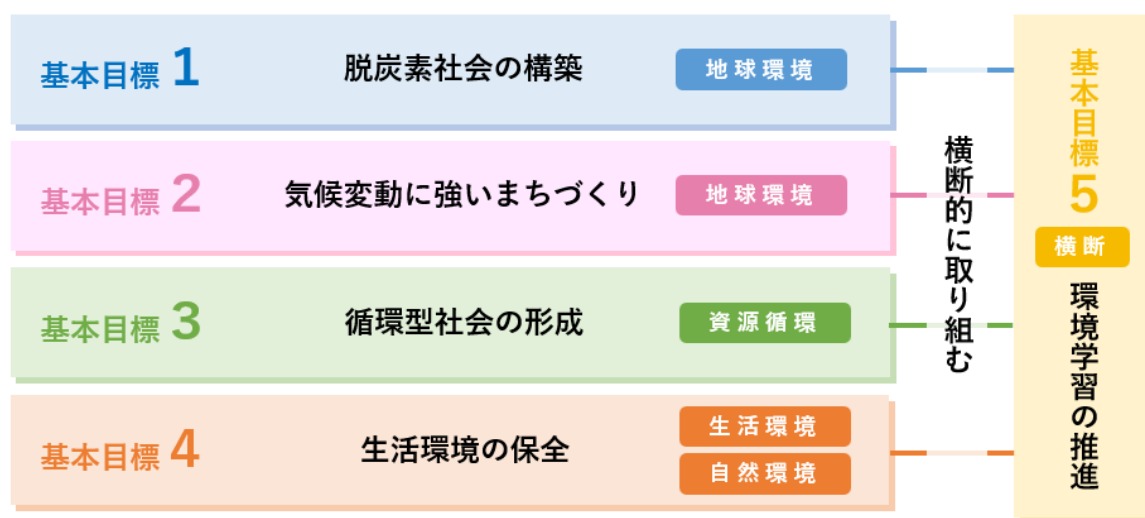 基本目標 1 脱炭素社会の構築 地球環境
基本目標 2 気候変動に強いまちづくり 地球環境
基本目標 3 循環型社会の形成 資源循環
基本目標 4 生活環境の保全 生活環境
自然環境
横断的に取り組む
基本目標5
横断
環境学習の推進